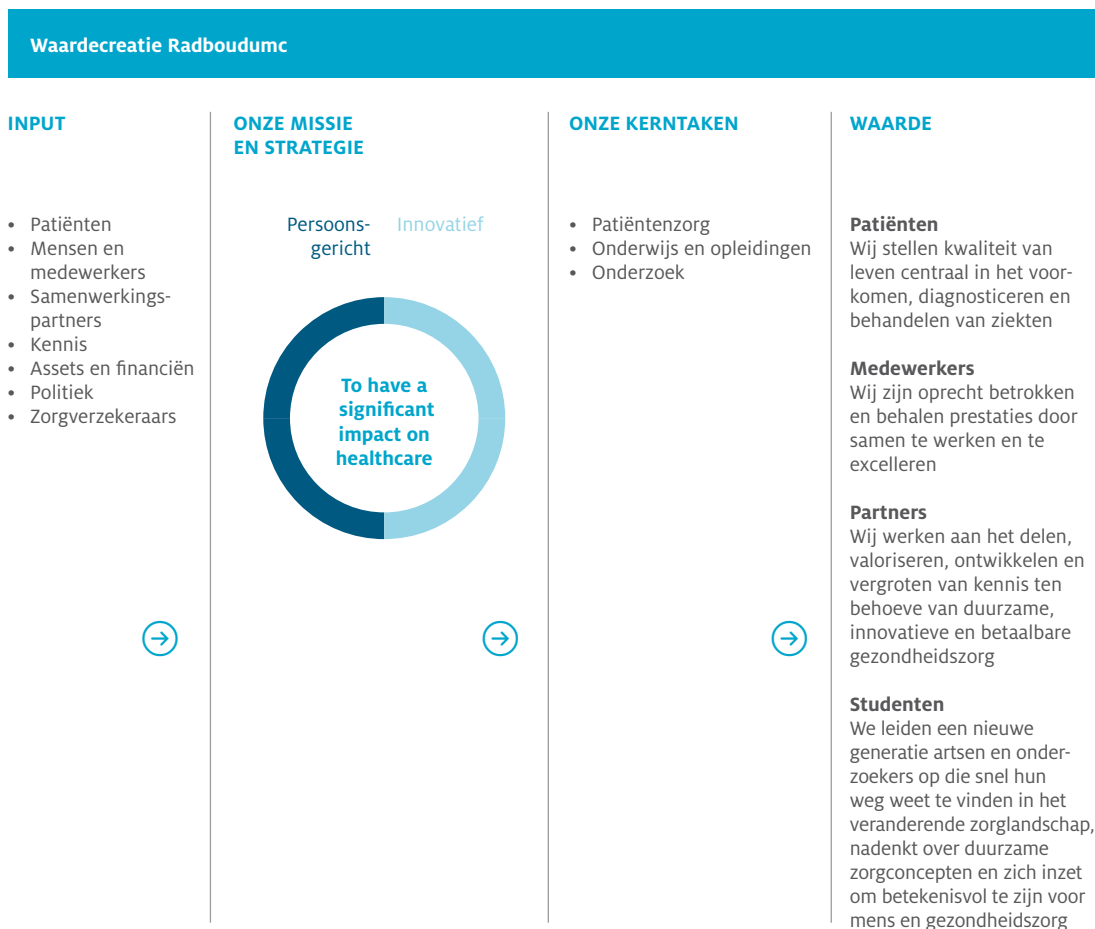 Waardecreatie Radboudumc
INPUT
• Patiënten
• Mensen en
medewerkers
• Samenwerkings-
partners
• Kennis
• Assets en financiën
• Politiek
• Zorgverzekeraars
ONZE MISSIE
EN STRATEGIE
Persoons-
gericht
Innovatief
To have a
significant
impact on
healthcare
ONZE KERNTAKEN
• Patiëntenzorg
• Onderwijs en opleidingen
• Onderzoek
WAARDE
Patiënten
Wij stellen kwaliteit van
leven centraal in het voor-
komen, diagnosticeren en
behandelen van ziekten
Medewerkers
Wij zijn oprecht betrokken
en behalen prestaties door
samen te werken en te
excelleren
Partners
Wij werken aan het delen,
valoriseren, ontwikkelen en
vergroten van kennis ten
behoeve van duurzame,
innovatieve en betaalbare
gezondheidszorg
Studenten
We leiden een nieuwe
generatie artsen en onder-
zoekers op die snel hun
weg weet te vinden in het
veranderende zorglandschap,
nadenkt over duurzame
zorgconcepten en zich inzet
om betekenisvol te zijn voor
mens en gezondheidszorg